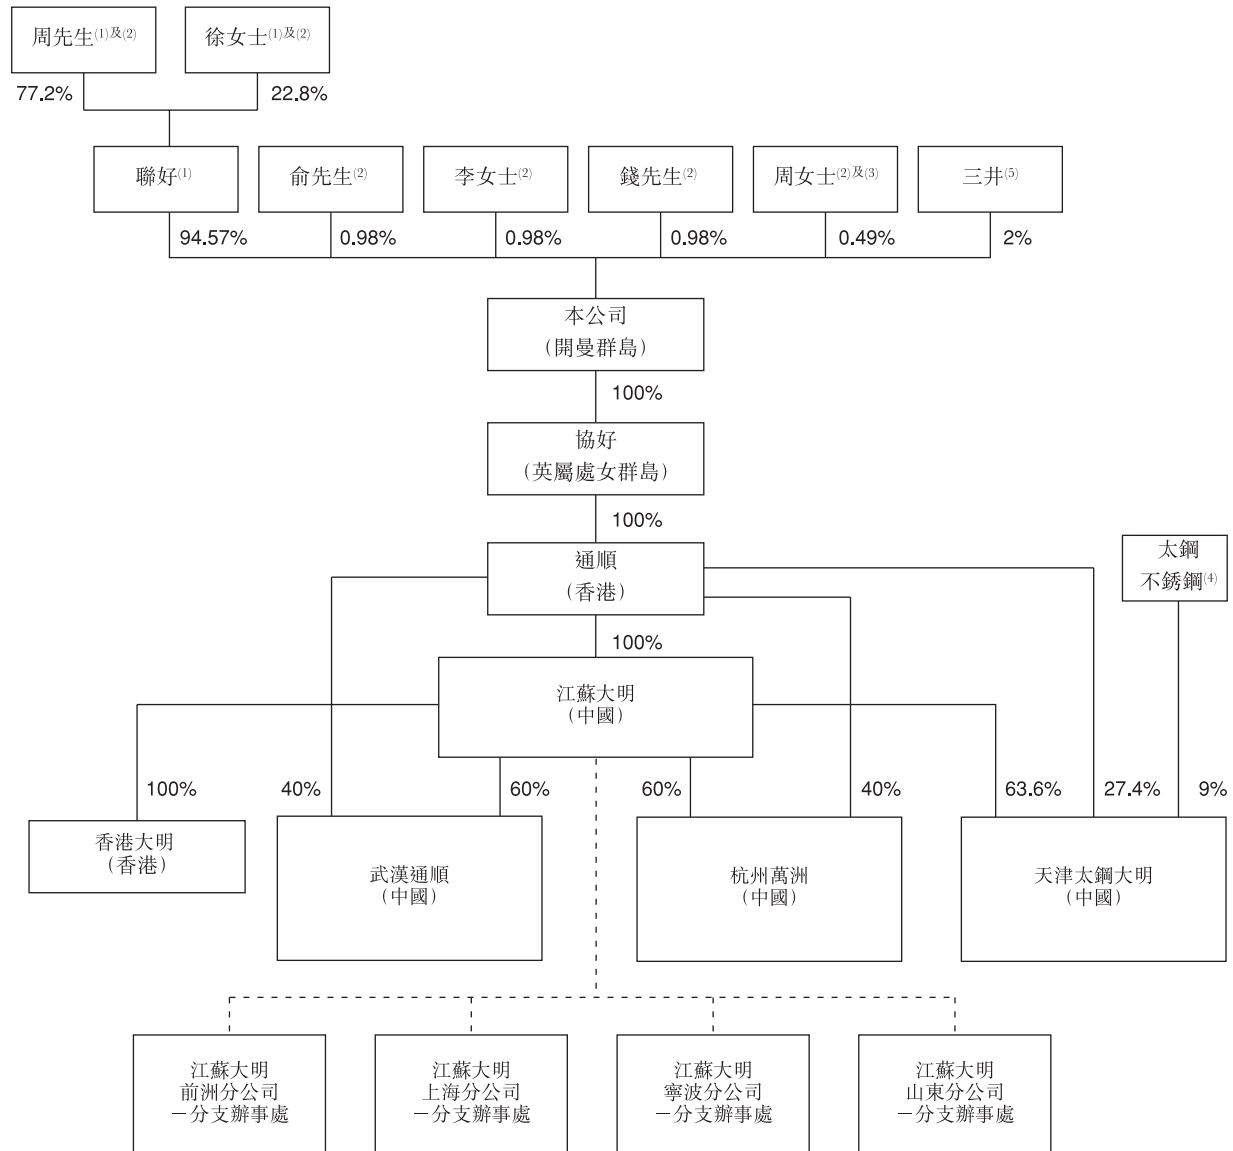 周先生(1)及(2)
徐女士(1)及(2)
77.2%
22.8%
聯好(1)
俞先生(2)
李女士(2)
錢先生(2)
周女士(2)及(3)
三井(5)
94.57%
0.98%
0.98%
0.98%
0.49%
2%
本公司
(開曼群島)
100%
協好
(英屬處女群島)
100%
通順
(香港)
太鋼
不銹鋼(4)
100%
江蘇大明
(中國)
100%
40%
60%
60%
40%
63.6%
27.4%
9%
香港大明
(香港)
武漢通順
(中國)
杭州萬洲
(中國)
天津太鋼大明
(中國)
江蘇大明
前洲分公司
－分支辦事處
江蘇大明
上海分公司
－分支辦事處
江蘇大明
寧波分公司
－分支辦事處
江蘇大明
山東分公司
－分支辦事處